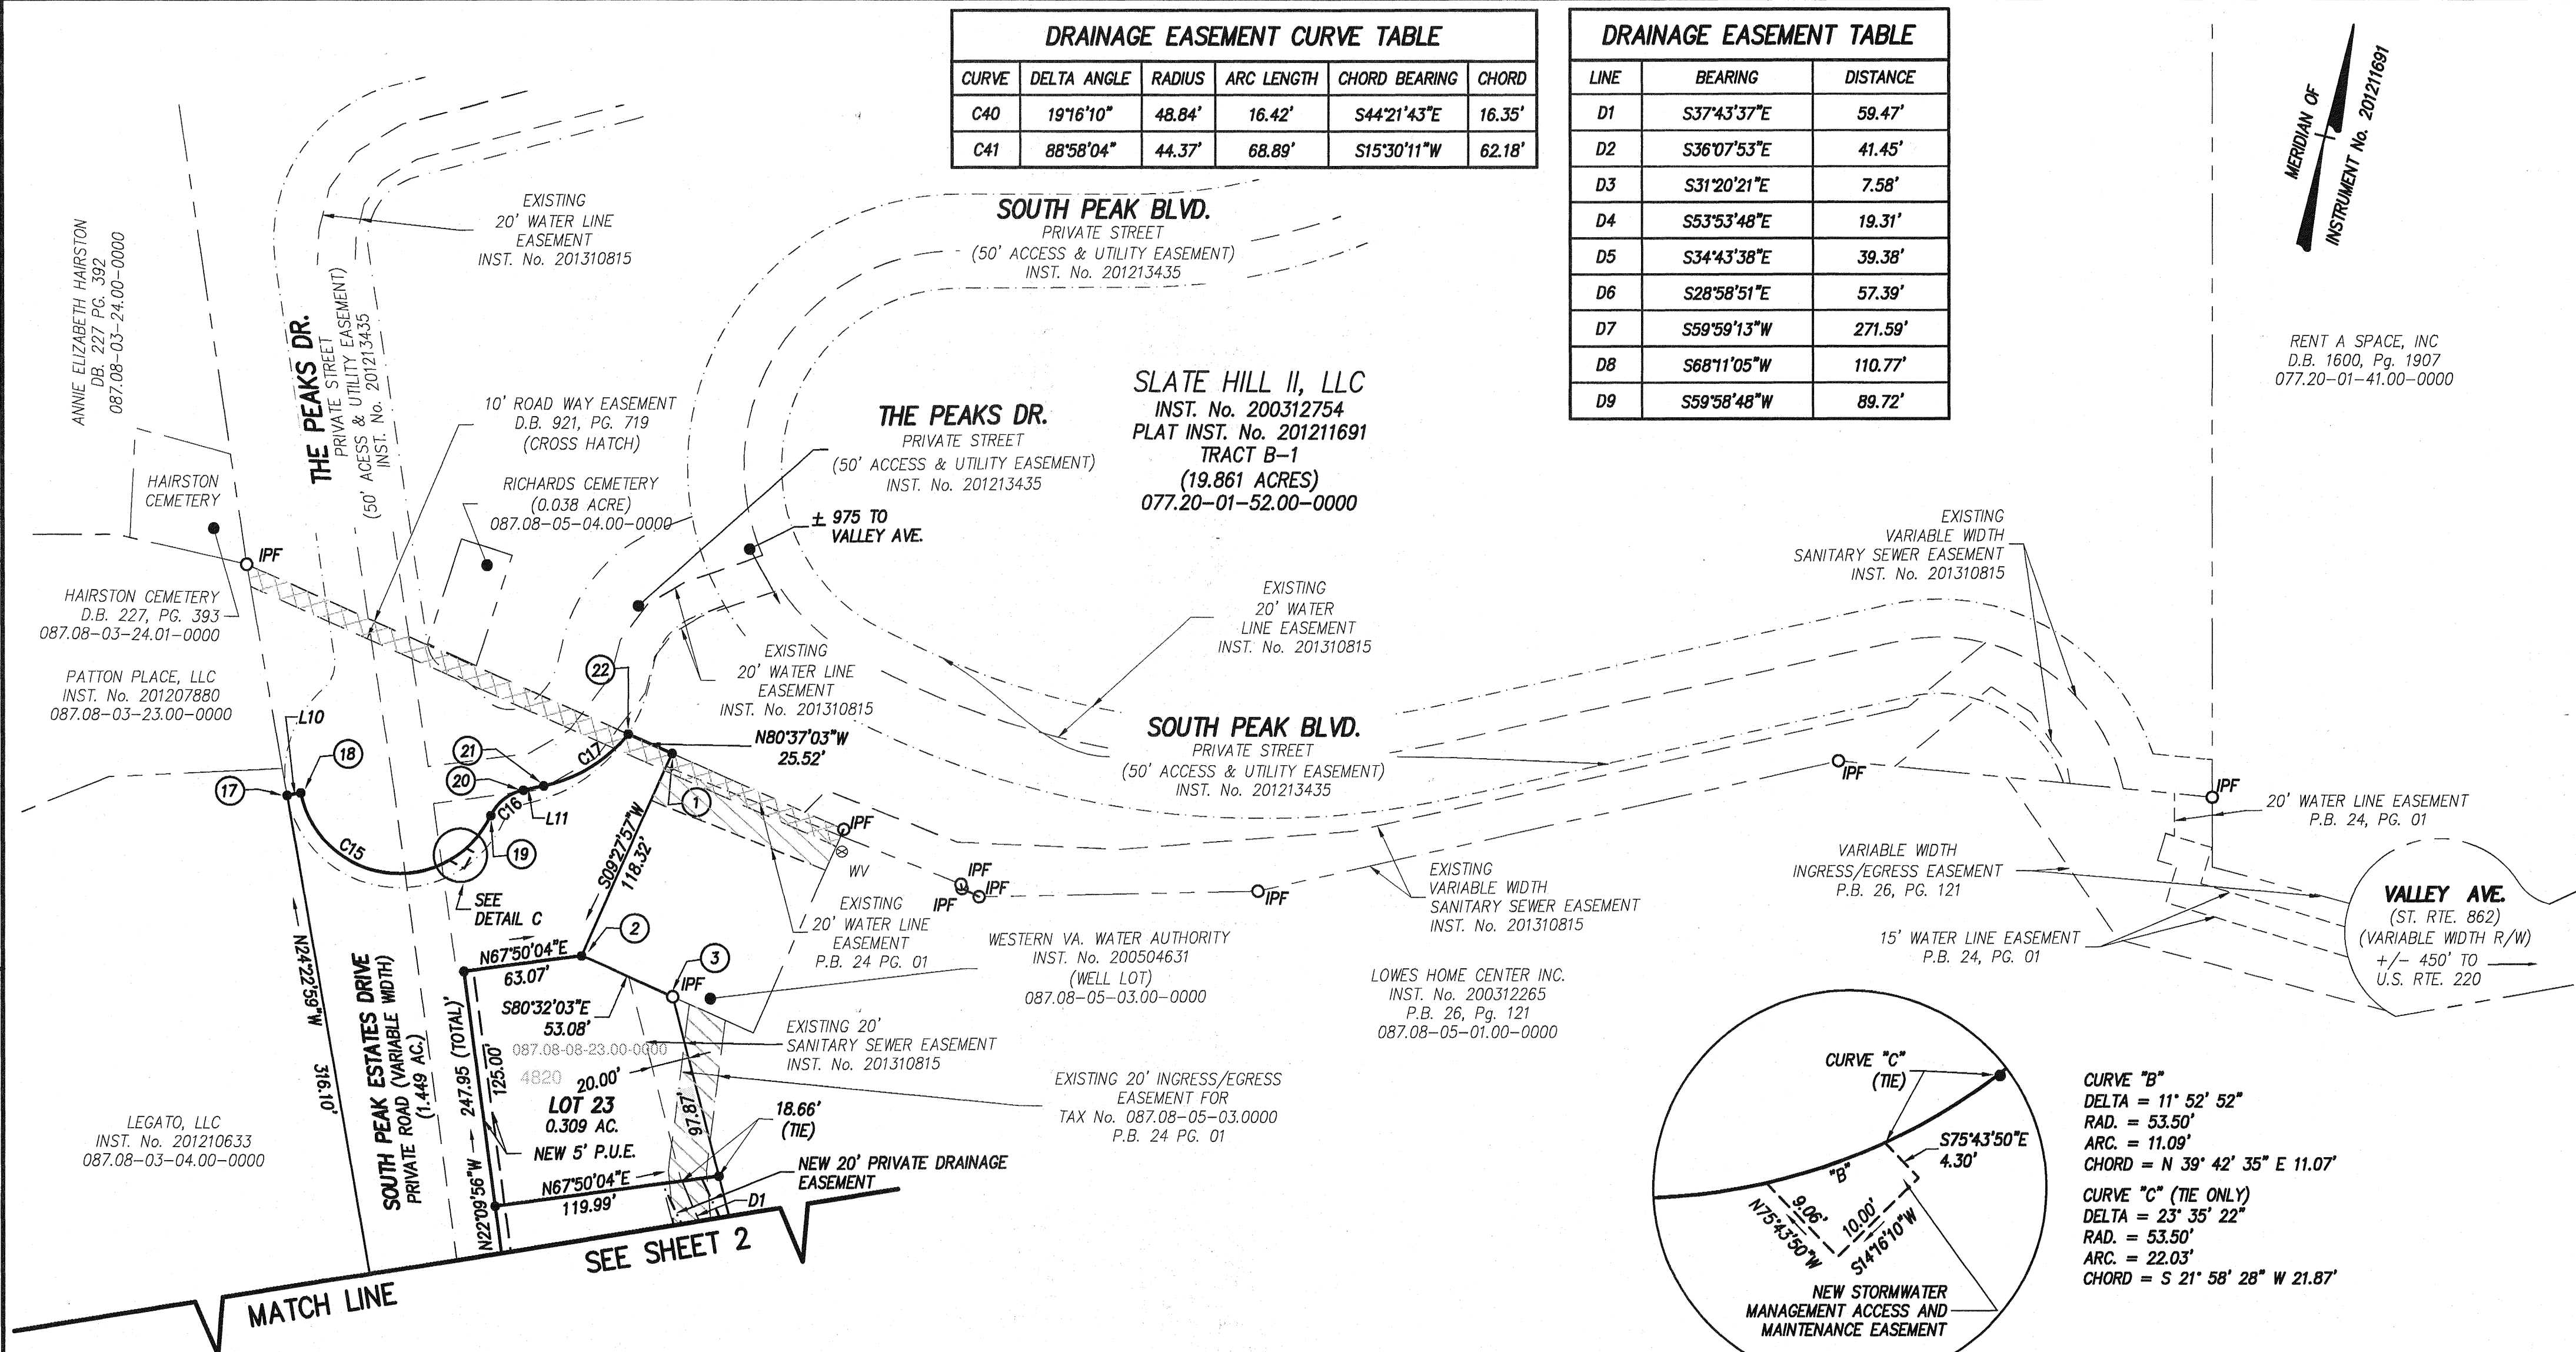 DRAINAGE EASEMENT CURVE TABLE
CURVE DELTA ANGLE RADIUS ARC LENGTH CHORD BEARING CHORD
C40 19°16'10" 48.84' 16.42' S44°21'43"E 16.35'
C41 88°58'04" 44.37' 68.89' S15°30'11"W 62.18'
DRAINAGE EASEMENT TABLE
LINE BEARING DISTANCE
D1 S37°43'37"E 59.47'
D2 S36°07'53"E 41.45'
D3 S31°20'21"E 7.58'
D4 S53°53'48"E 19.31'
D5 S34°43'38"E 39.38'
D6 S28°58'51"E 57.39'
D7 S59°59'13"W 271.59'
D8 S68°11'05"W 110.77'
D9 S59°58'48"W 89.72'
MERIDIAN OF
INSTRUMENT No. 201211691
RENT A SPACE, INC
D.B. 1600, Pg. 1907
077.20-01-41.00-0000
ANNIE ELIZABETH HAIRSTON
DB. 227 PG. 392
087.08-03-24.00-0000
EXISTING
20' WATER LINE
EASEMENT
INST. No. 201310815
SOUTH PEAK BLVD.
PRIVATE STREET
(50' ACCESS & UTILITY EASEMENT)
INST. No. 201213435
THE PEAKS DR.
PRIVATE STREET
(50' ACESS & UTILITY EASEMENT)
INST. No. 201213435
10' ROAD WAY EASEMENT
D.B. 921, PG. 719
(CROSS HATCH)
THE PEAKS DR.
PRIVATE STREET
(50' ACCESS & UTILITY EASEMENT)
INST. No. 201213435
SLATE HILL II, LLC
INST. No. 200312754
PLAT INST. No. 201211691
TRACT B-1
(19.861 ACRES)
077.20-01-52.00-0000
HAIRSTON
CEMETERY
RICHARDS CEMETERY
(0.038 ACRE)
087.08-05-04.00-0000
± 975 TO
VALLEY AVE.
EXISTING
VARIABLE WIDTH
SANITARY SEWER EASEMENT
INST. No. 201310815
IPF
HAIRSTON CEMETERY
D.B. 227, PG. 393
087.08-03-24.01-0000
EXISTING
20' WATER
LINE EASEMENT
INST. No. 201310815
PATTON PLACE, LLC
INST. No. 201207880
087.08-03-23.00-0000
22
EXISTING
20' WATER LINE
EASEMENT
INST. No. 201310815
SOUTH PEAK BLVD.
PRIVATE STREET
(50' ACCESS & UTILITY EASEMENT)
INST. No. 201213435
L10
18
17
21
20
C17
N80°37'03"W
25.52'
1
C16
L11
C15
19
IPF
WV
IPF
IPF
IPF
IPF
IPF
IPF
20' WATER LINE EASEMENT
P.B. 24, PG. 01
S09°27'57"W
118.32'
SEE
DETAIL C
EXISTING
20' WATER LINE
EASEMENT
P.B. 24 PG. 01
EXISTING
VARIABLE WIDTH
SANITARY SEWER EASEMENT
INST. No. 201310815
VARIABLE WIDTH
INGRESS/EGRESS EASEMENT
P.B. 26, PG. 121
15' WATER LINE EASEMENT
P.B. 24, PG. 01
VALLEY AVE.
(ST. RTE. 862)
(VARIABLE WIDTH R/W)
+/- 450' TO
U.S. RTE. 220
2
3
N67°50'04"E
63.07'
IPF
S80°32'03"E
53.08'
WESTERN VA. WATER AUTHORITY
INST. No. 200504631
(WELL LOT)
087.08-05-03.00-0000
LOWES HOME CENTER INC.
INST. No. 200312265
P.B. 26, Pg. 121
087.08-05-01.00-0000
N24°22'59"W
316.10'
SOUTH PEAK ESTATES DRIVE
PRIVATE ROAD (VARIABLE WIDTH)
(1.449 AC.)
N22°09'56"W
247.95 (TOTAL)'
125.00'
087.08-08-23.00-0000
4820
20.00'
LOT 23
0.309 AC.
NEW 5' P.U.E.
97.87'
EXISTING 20'
SANITARY SEWER EASEMENT
INST. No. 201310815
EXISTING 20' INGRESS/EGRESS
EASEMENT FOR
TAX No. 087.08-05-03.0000
P.B. 24 PG. 01
18.66'
(TIE)
NEW 20' PRIVATE DRAINAGE
EASEMENT
N67°50'04"E
119.99'
D1
LEGATO, LLC
INST. No. 201210633
087.08-03-04.00-0000
MATCH LINE
SEE SHEET 2
CURVE "C"
(TIE)
"B"
S75°43'50"E
4.30'
9.06'
N75°43'50"W
10.00'
S14°16'10"W
NEW STORMWATER
MANAGEMENT ACCESS AND
MAINTENANCE EASEMENT
CURVE "B"
DELTA = 11° 52' 52"
RAD. = 53.50'
ARC. = 11.09'
CHORD = N 39° 42' 35" E 11.07'
CURVE "C" (TIE ONLY)
DELTA = 23° 35' 22"
RAD. = 53.50'
ARC. = 22.03'
CHORD = S 21° 58' 28" W 21.87'